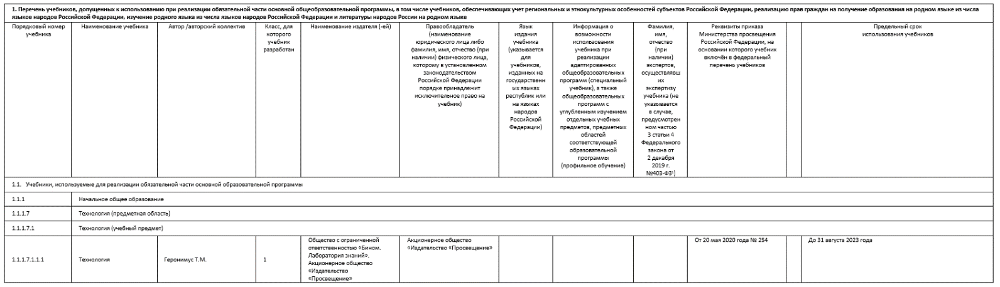 1. Перечень учебников, допущенных к использованию при реализации обязательной части основной общеобразовательной программы, в том числе учебников, обеспечивающих учет региональных и этнокультурных особенностей субъектов Российской Федерации, реализацию прав граждан на получение образования на родном языке из числа
языков народов Российской Федерации, изучение родного языка из числа языков народов Российской Федерации и литературы народов России на родном языке
Порядковый номер
учебника
Наименование учебника
Автор /авторский коллектив
Класс, для
которого
учебник
разработан
Наименование издателя (-ей)
Правообладатель
(наименование
юридического лица либо
фамилия, имя, отчество (при
наличии) физического лица,
которому в установленном
законодательством
Российской Федерации
порядке принадлежит
исключительное право на
учебник)
Язык
издания
учебника
(указывается
для
учебников,
изданных на
государственн
ых языках
республик или
на языках
народов
Российской
Федерации)
Информация о
возможности
использования
учебника при
реализации
адаптированных
общеобразовательных
программ (специальный
учебник), а также
общеобразовательных
программ с
углубленным изучением
отдельных учебных
предметов, предметных
областей
соответствующей
образовательной
программы
(профильное обучение)
Фамилия,
имя,
отчество
(при
наличии)
экспертов,
осуществлявш
их
экспертизу
учебника (не
указывается
в случае,
предусмотрен
ном частью
3 статьи 4
Федерального
закона от
2 декабря
2019 г.
№403-ФЗ¹)
Реквизиты приказа
Министерства просвещения
Российской Федерации, на
основании которого учебник
включён в федеральный
перечень учебников
Предельный срок
использования учебников
1.1. Учебники, используемые для реализации обязательной части основной образовательной программы
1.1.1 Начальное общее образование
1.1.1.7 Технология (предметная область)
1.1.1.7.1 Технология (учебный предмет)
1.1.1.7.1.1.1
Технология
Геронимус Т.М.
1
Общество с ограниченной
ответственностью «Бином.
Лаборатория знаний».
Акционерное общество
«Издательство
«Просвещение»
Акционерное общество
«Издательство «Просвещение»
От 20 мая 2020 года № 254
До 31 августа 2023 года